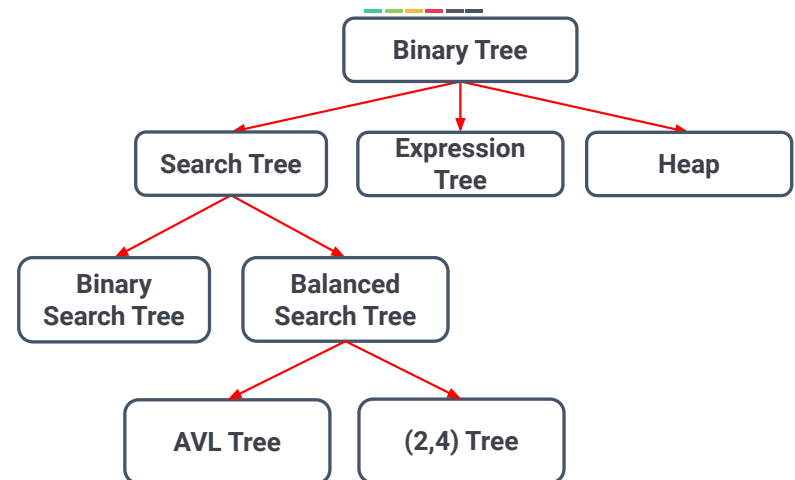 Binary Tree
Search Tree
Expression
Tree
Heap
Binary
Search Tree
Balanced
Search Tree
AVL Tree
(2,4) Tree